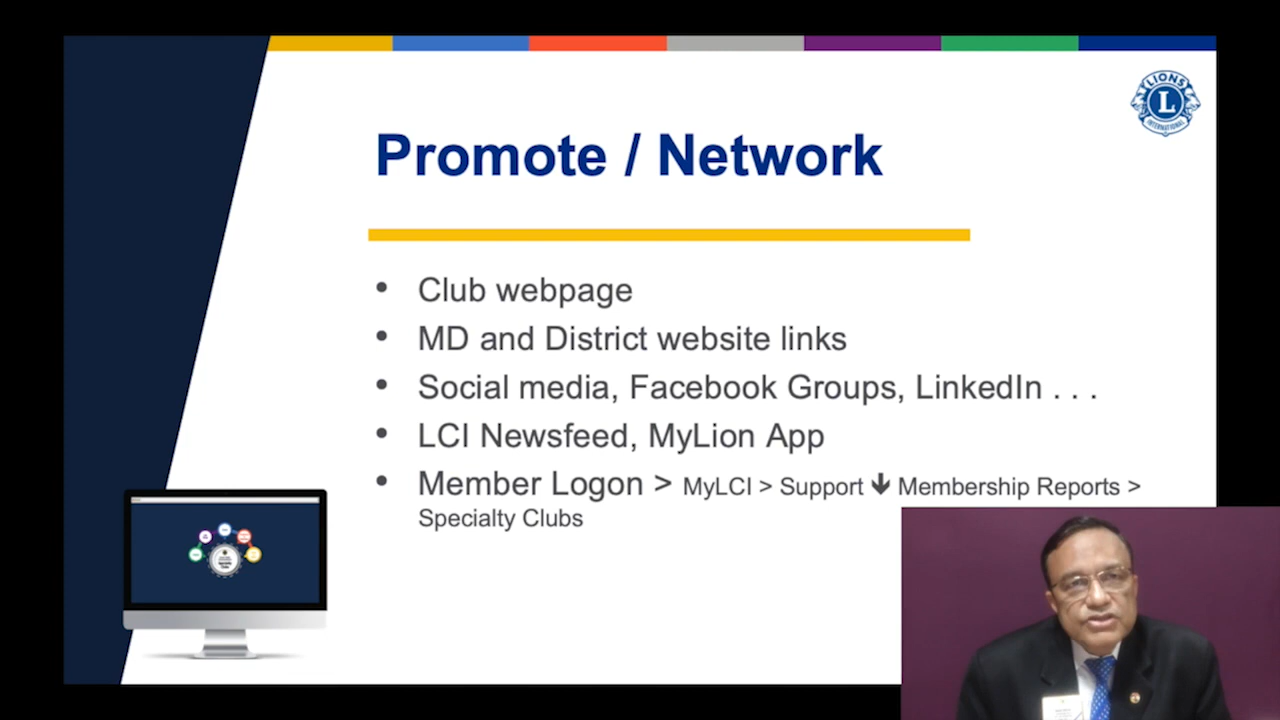 LIONS
L
INTERNATIONAL
Promote / Network
• Club webpage
• MD and District website links
• Social media, Facebook Groups, LinkedIn . . .
• LCI Newsfeed, MyLion App
• Member Logon > MyLCI > Support 🡫 Membership Reports >
Specialty Clubs